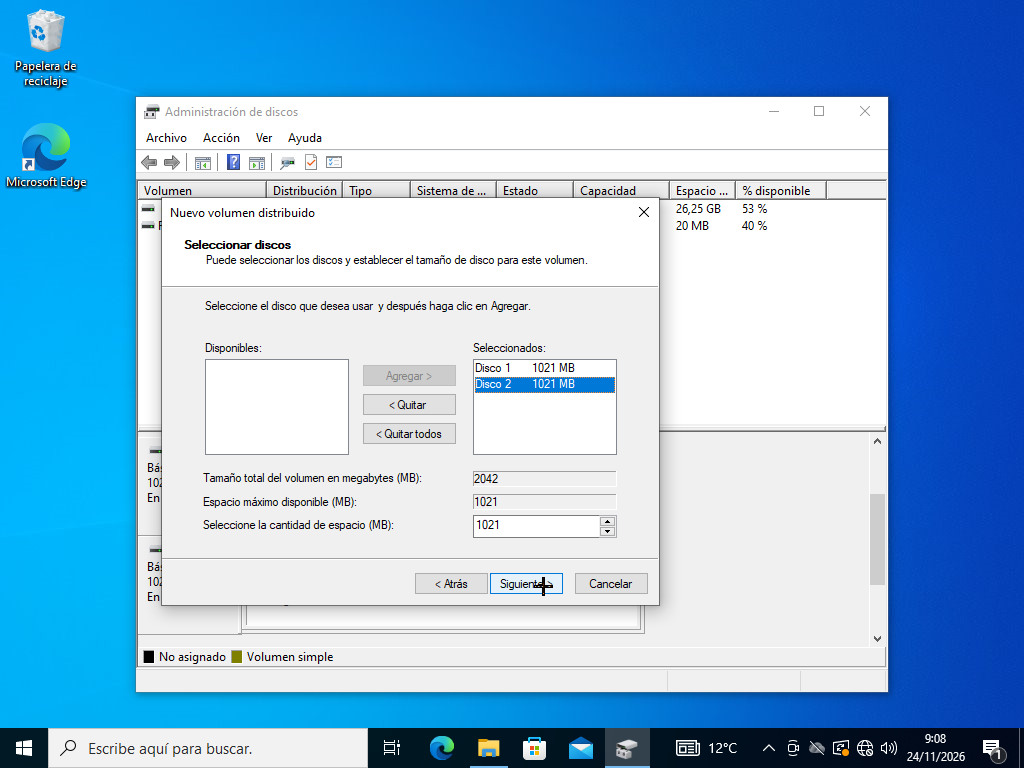 Papelera de
reciclaje
Microsoft Edge
Administración de discos
Archivo Acción Ver Ayuda
Volumen Distribución Tipo Sistema de ... Estado Capacidad Espacio ... % disponible
26,25 GB 53 %
20 MB 40 %
Nuevo volumen distribuido
Seleccionar discos
Puede seleccionar los discos y establecer el tamaño de disco para este volumen.
Seleccione el disco que desea usar y después haga clic en Agregar.
Disponibles:
Seleccionados:
Disco 1 1021 MB
Disco 2 1021 MB
Agregar >
< Quitar
< Quitar todos
Tamaño total del volumen en megabytes (MB): 2042
Espacio máximo disponible (MB): 1021
Seleccione la cantidad de espacio (MB): 1021
< Atrás Siguiente > Cancelar
No asignado Volumen simple
Escribe aquí para buscar.
12°C
9:08
24/11/2026
1